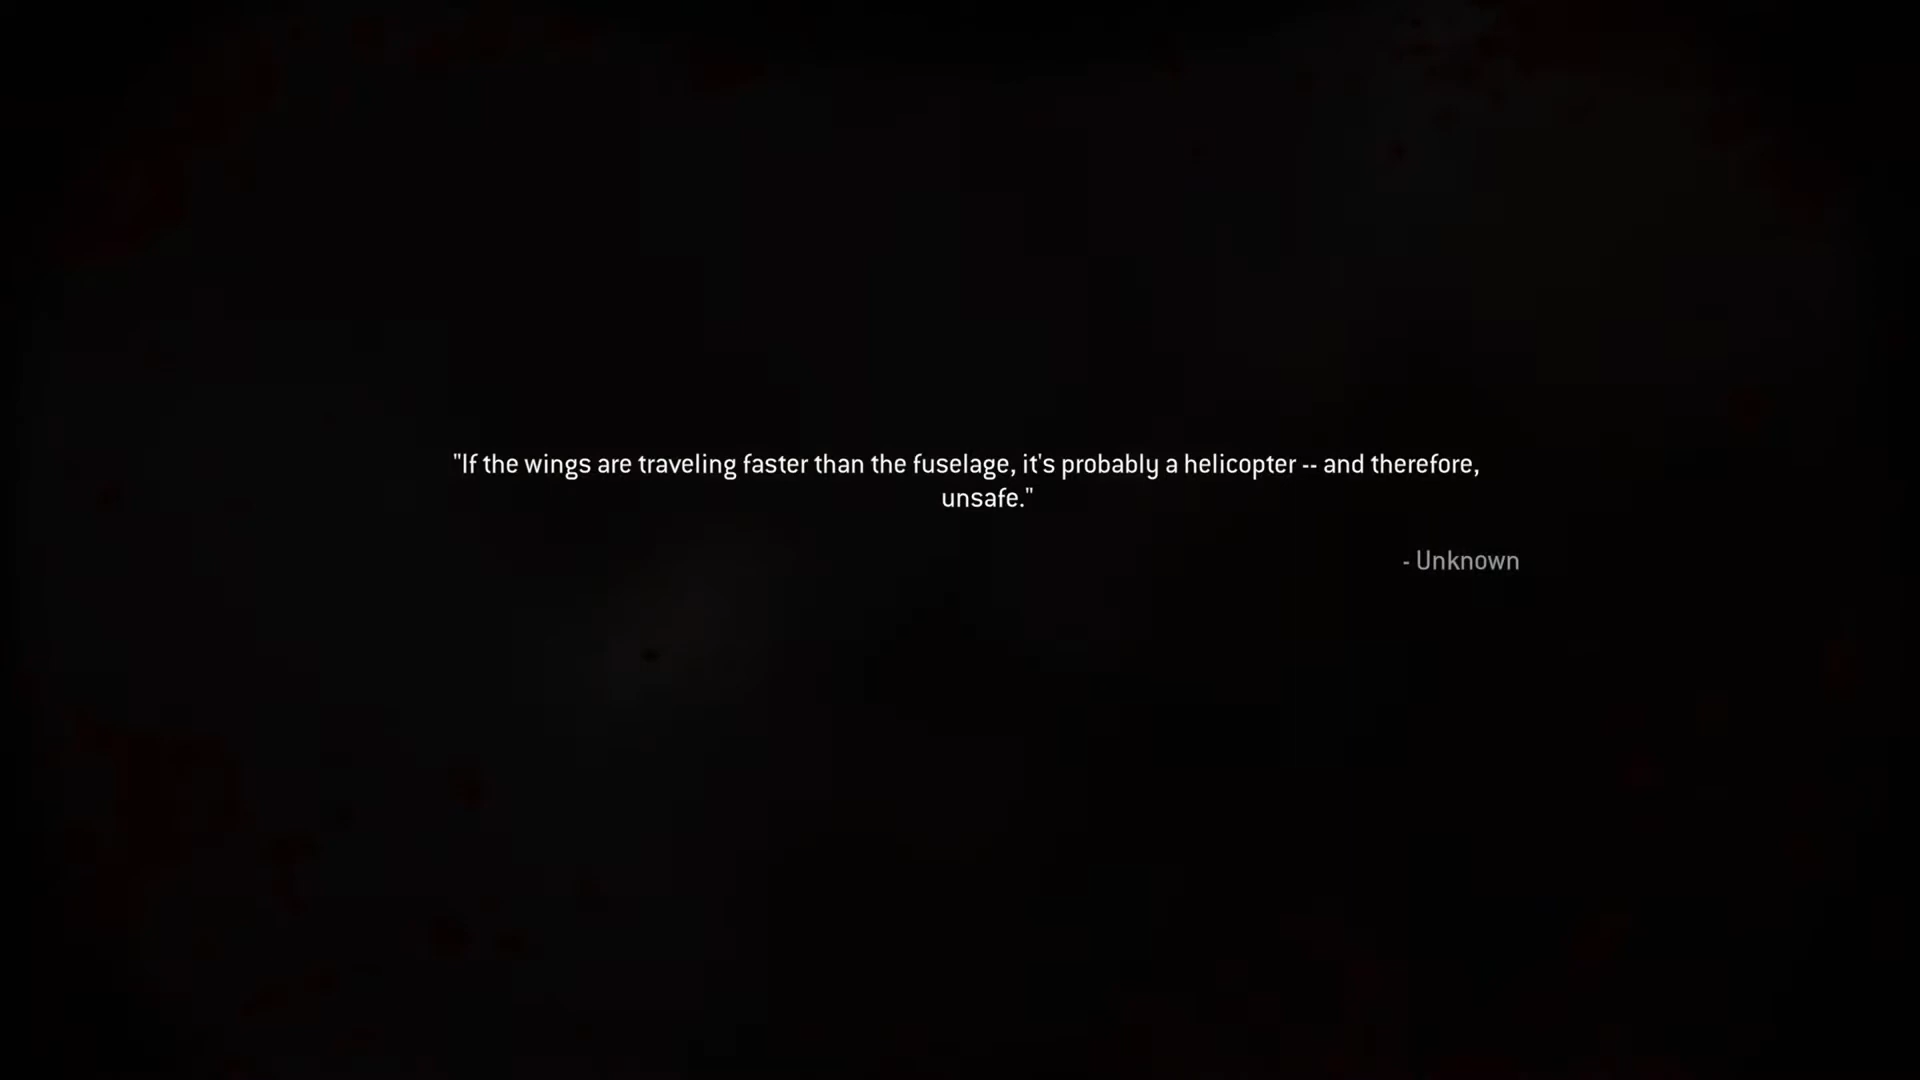 "If the wings are traveling faster than the fuselage, it's probably a helicopter -- and therefore,
unsafe."
- Unknown